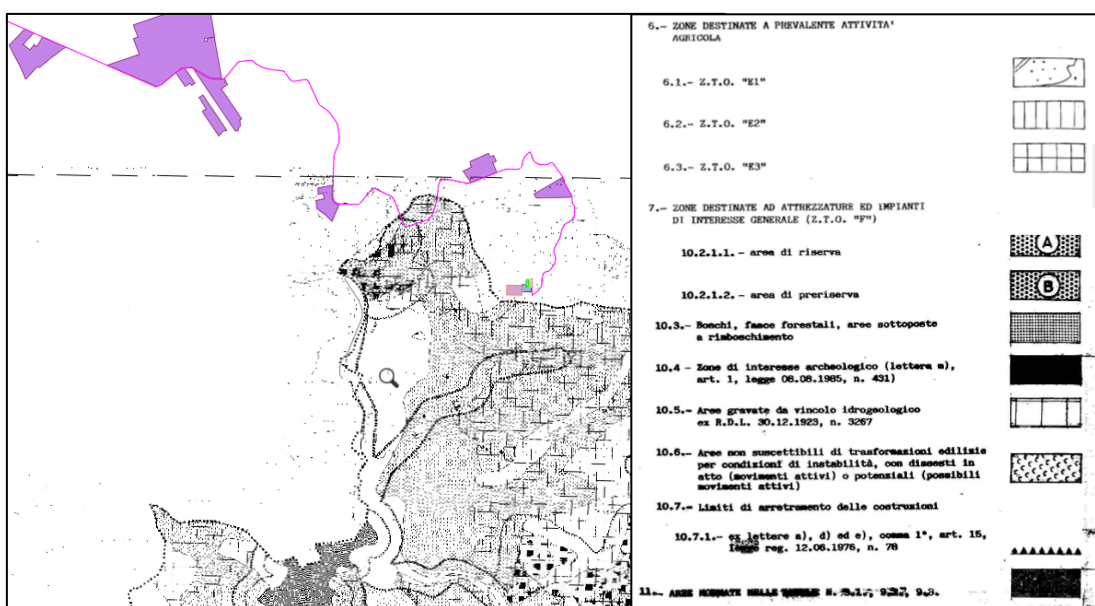 6.- ZONE DESTINATE A PREVALENTE ATTIVITA'
AGRICOLA
6.1.- Z.T.O. "E1"
6.2.- Z.T.O. "E2"
6.3.- Z.T.O. "E3"
7.- ZONE DESTINATE AD ATTREZZATURE ED IMPIANTI
DI INTERESSE GENERALE (Z.T.O. "F")
10.2.1.1. - area di riserva
A
10.2.1.2. - area di preriserva
B
10.3.- Boschi, fasce forestali, aree sottoposte
a rimboschimento
10.4 - Zone di interesse archeologico (lettera m),
art. 1, legge 08.08.1985, n. 431)
10.5.- Aree gravate da vincolo idrogeologico
ex R.D.L. 30.12.1923, n. 3267
10.6.- Aree non suscettibili di trasformazioni edilizie
per condizioni di instabilità, con dissesti in
atto (movimenti attivi) o potenziali (possibili
movimenti attivi)
10.7.- Limiti di arretramento delle costruzioni
10.7.1.- ex lettere a), d) ed e), comma 1°, art. 15,
legge reg. 12.06.1976, n. 78
11.- AREE NORMATE NELLE N. 9.3.